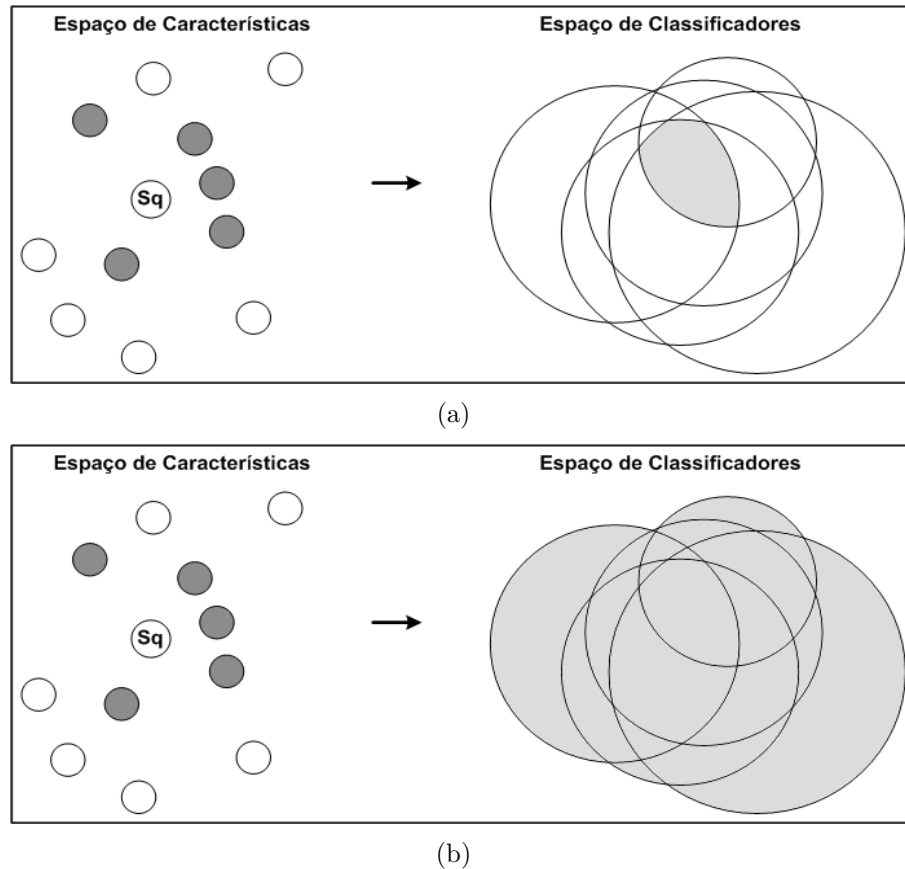 Espaço de Características Espaço de Classificadores
Sq
(a)
Espaço de Características Espaço de Classificadores
Sq
(b)